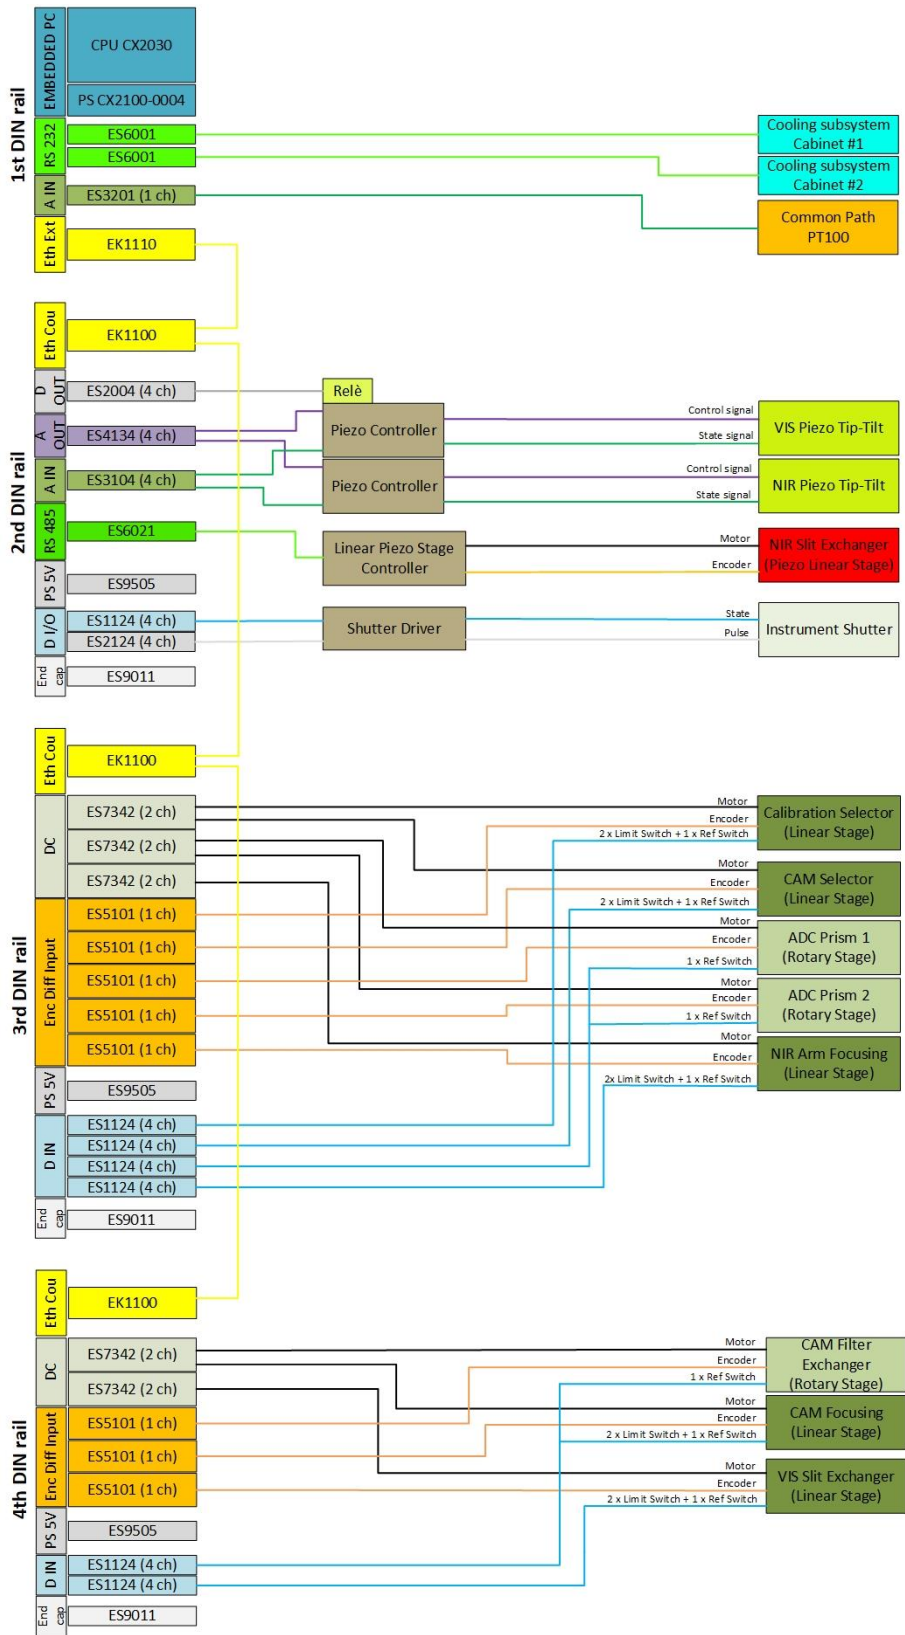 1st DIN rail
EMBEDDED PC
CPU CX2030
PS CX2100-0004
RS 232
ES6001
ES6001
Cooling subsystem
Cabinet #1
Cooling subsystem
Cabinet #2
A IN
ES3201 (1 ch)
Common Path
PT100
Eth Ext
EK1110
2nd DIN rail
Eth Cou
EK1100
D
OUT
ES2004 (4 ch)
Relè
A
OUT
ES4134 (4 ch)
Piezo Controller
Control signal
State signal
VIS Piezo Tip-Tilt
A IN
ES3104 (4 ch)
Piezo Controller
Control signal
State signal
NIR Piezo Tip-Tilt
RS 485
ES6021
Linear Piezo Stage
Controller
Motor
Encoder
NIR Slit Exchanger
(Piezo Linear Stage)
PS 5V
ES9505
D I/O
ES1124 (4 ch)
ES2124 (4 ch)
Shutter Driver
State
Pulse
Instrument Shutter
End
cap
ES9011
3rd DIN rail
Eth Cou
EK1100
DC
ES7342 (2 ch)
ES7342 (2 ch)
ES7342 (2 ch)
Motor
Encoder
2 x Limit Switch + 1 x Ref Switch
Calibration Selector
(Linear Stage)
Motor
Encoder
2 x Limit Switch + 1 x Ref Switch
CAM Selector
(Linear Stage)
Enc Diff Input
ES5101 (1 ch)
ES5101 (1 ch)
ES5101 (1 ch)
ES5101 (1 ch)
ES5101 (1 ch)
Motor
Encoder
1 x Ref Switch
ADC Prism 1
(Rotary Stage)
Motor
Encoder
1 x Ref Switch
ADC Prism 2
(Rotary Stage)
Motor
Encoder
2x Limit Switch + 1 x Ref Switch
NIR Arm Focusing
(Linear Stage)
PS 5V
ES9505
D IN
ES1124 (4 ch)
ES1124 (4 ch)
ES1124 (4 ch)
ES1124 (4 ch)
End
cap
ES9011
4th DIN rail
Eth Cou
EK1100
DC
ES7342 (2 ch)
ES7342 (2 ch)
Motor
Encoder
1 x Ref Switch
CAM Filter
Exchanger
(Rotary Stage)
Enc Diff Input
ES5101 (1 ch)
ES5101 (1 ch)
ES5101 (1 ch)
Motor
Encoder
2 x Limit Switch + 1 x Ref Switch
CAM Focusing
(Linear Stage)
Motor
Encoder
2 x Limit Switch + 1 x Ref Switch
VIS Slit Exchanger
(Linear Stage)
PS 5V
ES9505
D IN
ES1124 (4 ch)
ES1124 (4 ch)
End
cap
ES9011